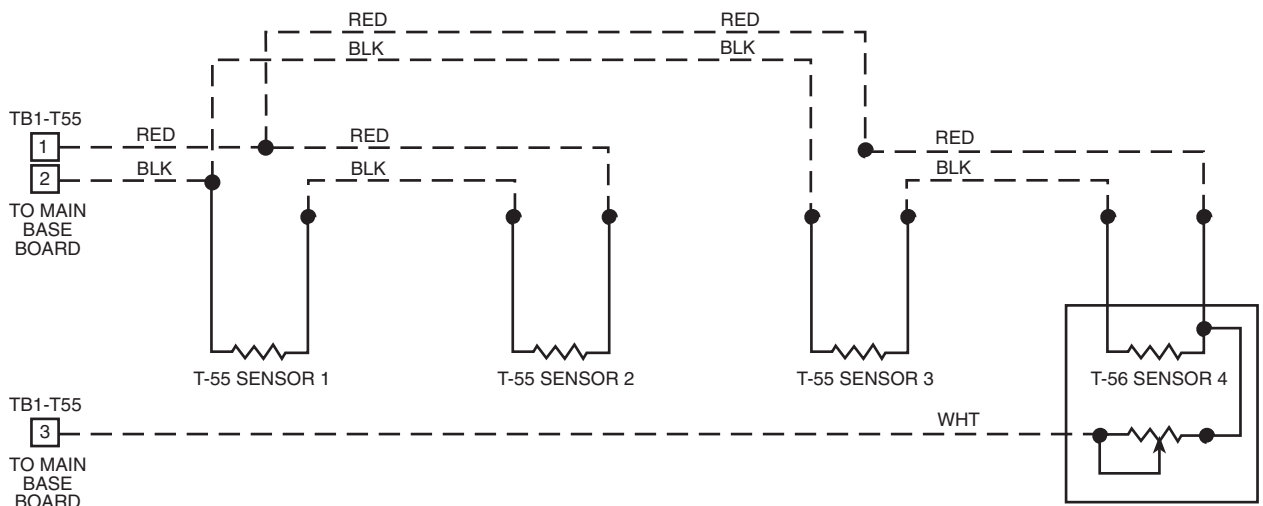 RED RED
BLK BLK
TB1-T55
1 RED RED RED
2 BLK BLK BLK
TO MAIN
BASE
BOARD
T-55 SENSOR 1 T-55 SENSOR 2 T-55 SENSOR 3 T-56 SENSOR 4
TB1-T55
3 WHT
TO MAIN
BASE
BOARD